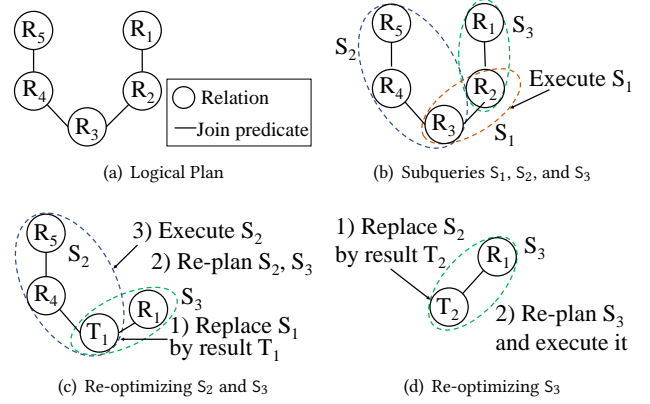 R5
R1
R4
R2
R3
Relation
Join predicate
(a) Logical Plan
R5
R1
S3
S2
R4
R2
Execute S1
R3
S1
(b) Subqueries S1, S2, and S3
R5
S2
3) Execute S2
2) Re-plan S2, S3
R4
R1
S3
T1
1) Replace S1
by result T1
(c) Re-optimizing S2 and S3
1) Replace S2
by result T2
R1
S3
T2
2) Re-plan S3
and execute it
(d) Re-optimizing S3